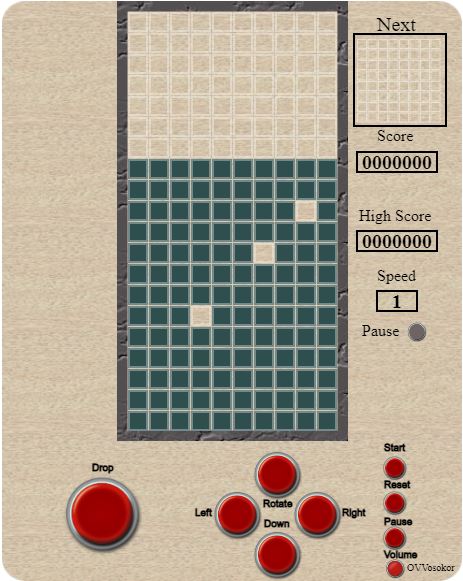 Next
Score
0000000
High Score
0000000
Speed
1
Pause
Start
Drop
Reset
Rotate
Left
Right
Down
Pause
Volume
OVVosokor